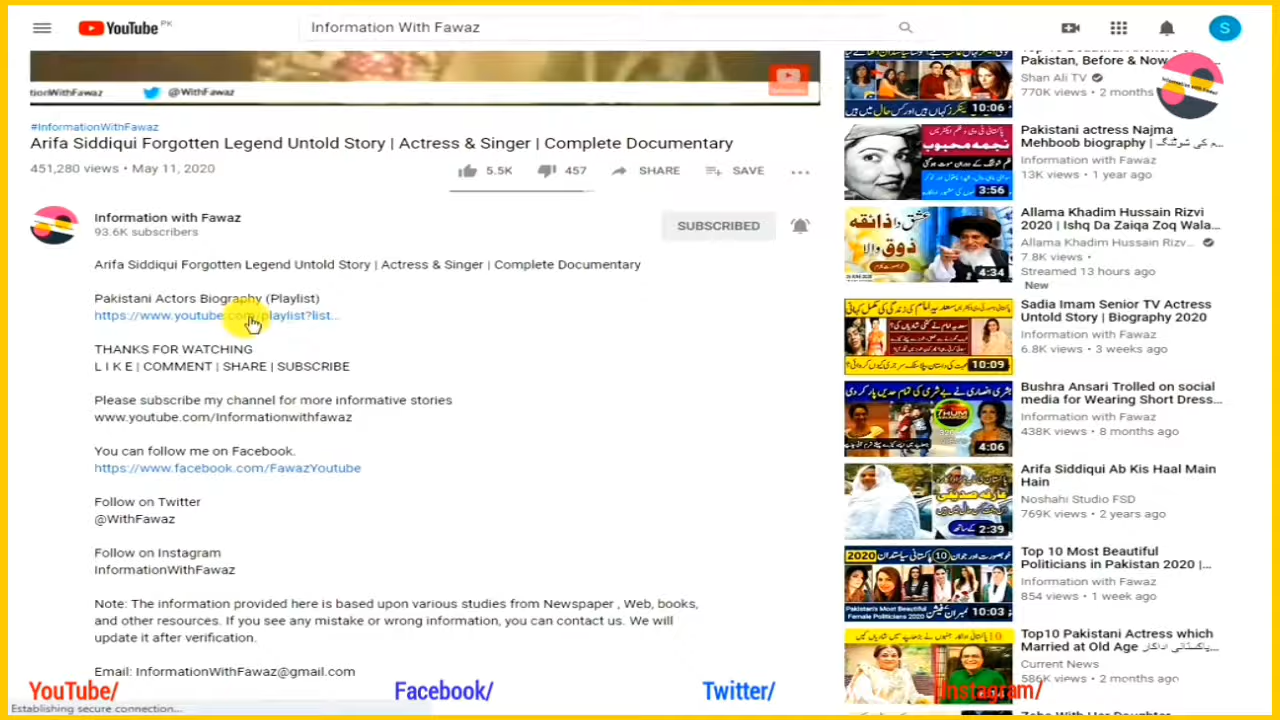 YouTube PK
Information With Fawaz
S
@WithFawaz
#InformationWithFawaz
Arifa Siddiqui Forgotten Legend Untold Story | Actress & Singer | Complete Documentary
451,280 views • May 11, 2020
5.5K
457
SHARE
SAVE
Information with Fawaz
93.6K subscribers
SUBSCRIBED
Arifa Siddiqui Forgotten Legend Untold Story | Actress & Singer | Complete Documentary
Pakistani Actors Biography (Playlist)
https://www.youtube.com/playlist?list...
THANKS FOR WATCHING
L I K E | COMMENT | SHARE | SUBSCRIBE
Please subscribe my channel for more informative stories
www.youtube.com/Informationwithfawaz
You can follow me on Facebook.
https://www.facebook.com/FawazYoutube
Follow on Twitter
@WithFawaz
Follow on Instagram
InformationWithFawaz
Note: The information provided here is based upon various studies from Newspaper , Web, books,
and other resources. If you see any mistake or wrong information, you can contact us. We will
update it after verification.
Email: InformationWithFawaz@gmail.com
Pakistan, Before & Now
Shan Ali TV
770K views • 2 months
10:06
Pakistani actress Najma
Mehboob biography | کی شوٹنگ
Information with Fawaz
13K views • 1 year ago
نجمہ محبوب
3:56
Allama Khadim Hussain Rizvi
2020 | Ishq Da Zaiqa Zoq Wala...
Allama Khadim Hussain Rizv...
7.8K views •
Streamed 13 hours ago
New
عشق دا ذائقہ
ذوق والا
4:34
Sadia Imam Senior TV Actress
Untold Story | Biography 2020
Information with Fawaz
6.8K views • 3 weeks ago
10:09
Bushra Ansari Trolled on social
media for Wearing Short Dress...
Information with Fawaz
438K views • 8 months ago
4:06
Arifa Siddiqui Ab Kis Haal Main
Hain
Noshahi Studio FSD
769K views • 2 years ago
عارفہ صدیقی
2:39
Top 10 Most Beautiful
Politicians in Pakistan 2020 |...
Information with Fawaz
854 views • 1 week ago
2020
10:03
Top10 Pakistani Actress which
Married at Old Age پاکستانی اداکار...
Current News
586K views • 2 months ago
YouTube/ Facebook/ Twitter/ Instagram/
Establishing secure connection...